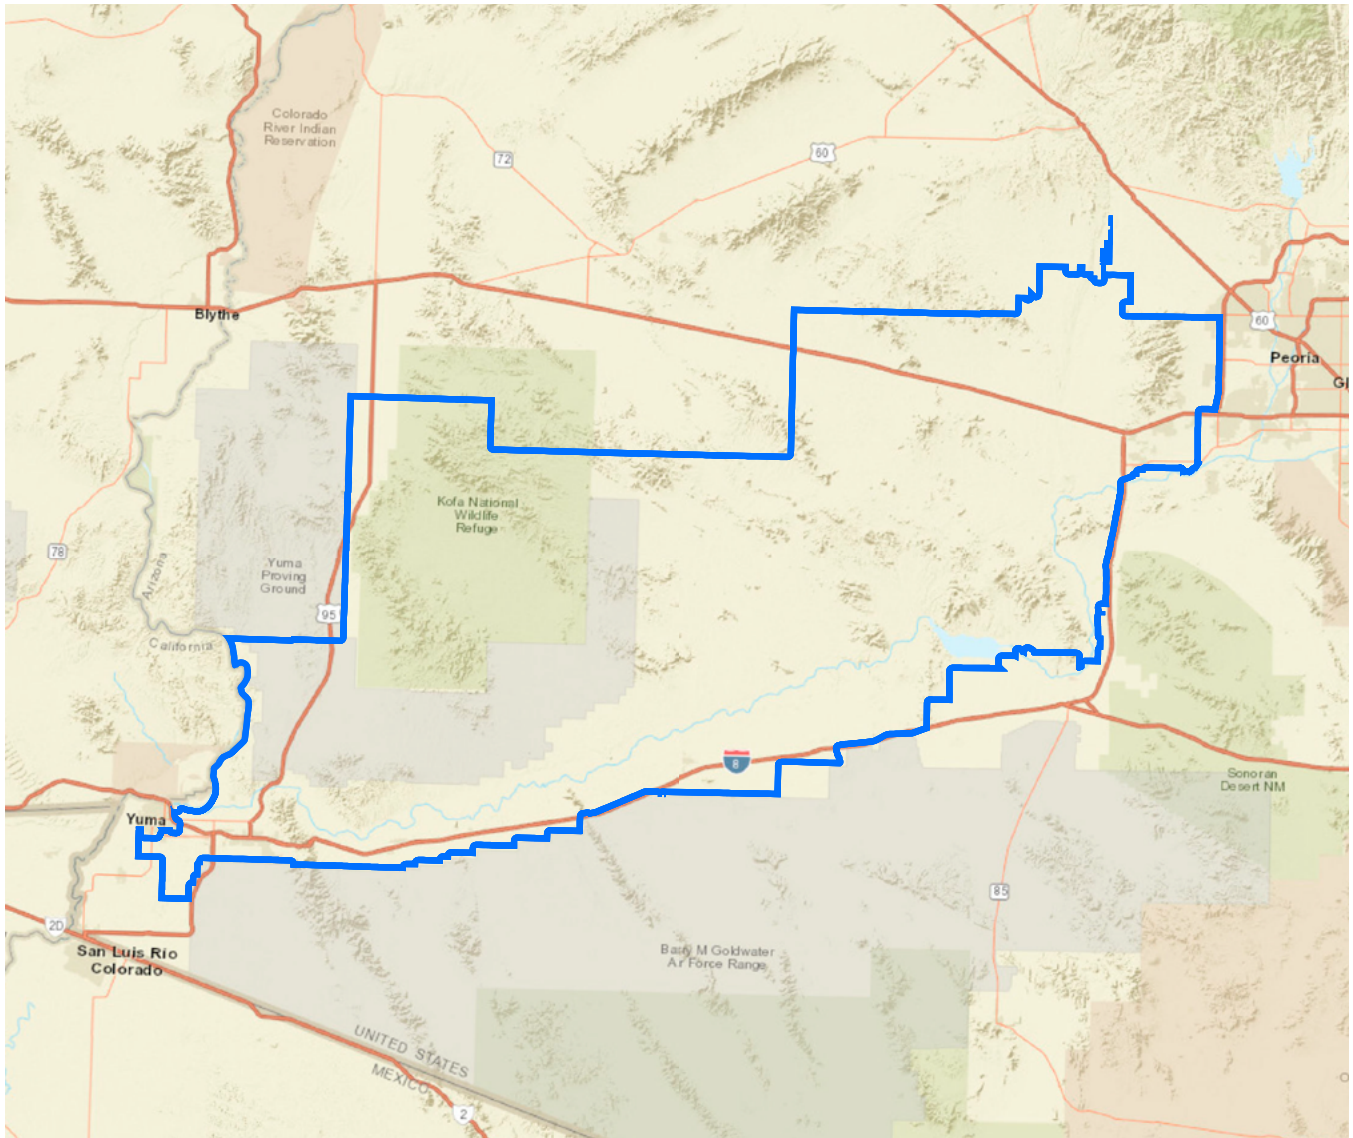 Colorado
River Indian
Reservation
72
60
Blythe
60
Peoria
Gl
Kofa National
Wildlife
Refuge
78
Arizona
Yuma
Proving
Ground
95
California
8
Sonoran
Desert NM
Yuma
85
2D
San Luis Río
Colorado
Barry M Goldwater
Air Force Range
UNITED STATES
MEXICO
2
O